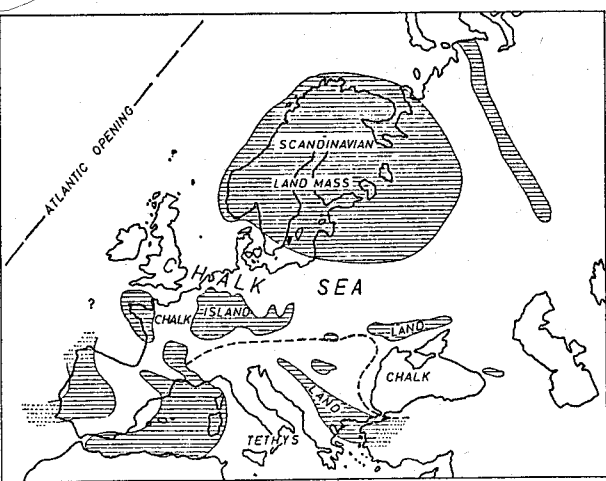 ATLANTIC OPENING
SCANDINAVIAN
LAND MASS
CHALK
SEA
?
CHALK
ISLAND
LAND
CHALK
LAND
TETHYS